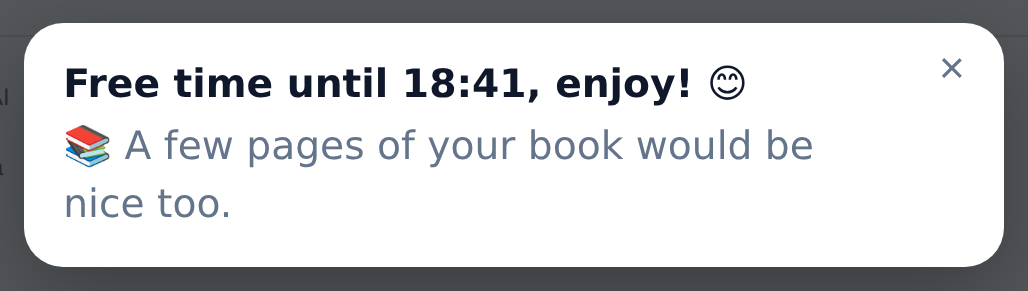 Free time until 18:41, enjoy! 😊
📚 A few pages of your book would be
nice too.